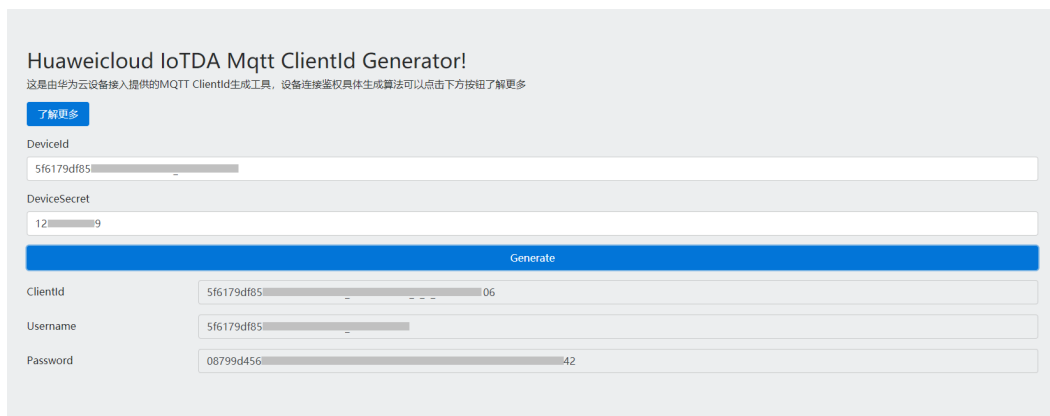 Huaweicloud IoTDA Mqtt ClientId Generator!
这是由华为云设备接入提供的MQTT ClientId生成工具，设备连接鉴权具体生成算法可以点击下方按钮了解更多
了解更多
DeviceId
5f6179df85 _
DeviceSecret
12 9
Generate
ClientId 5f6179df85 _ _ _ _ 06
Username 5f6179df85 _
Password 08799d456 42